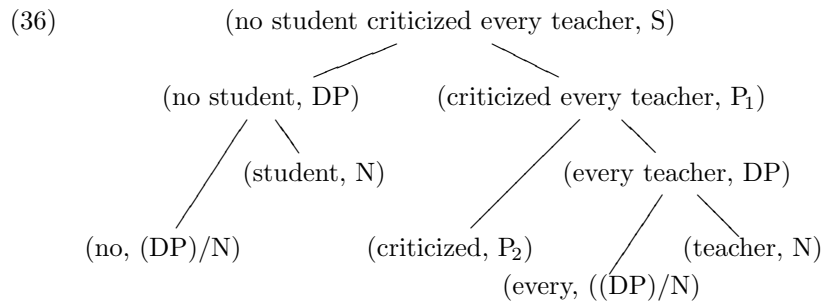 (36) (no student criticized every teacher, S)
(no student, DP) (criticized every teacher, P₁)
(student, N) (every teacher, DP)
(no, (DP)/N) (criticized, P₂) (teacher, N)
(every, ((DP)/N)